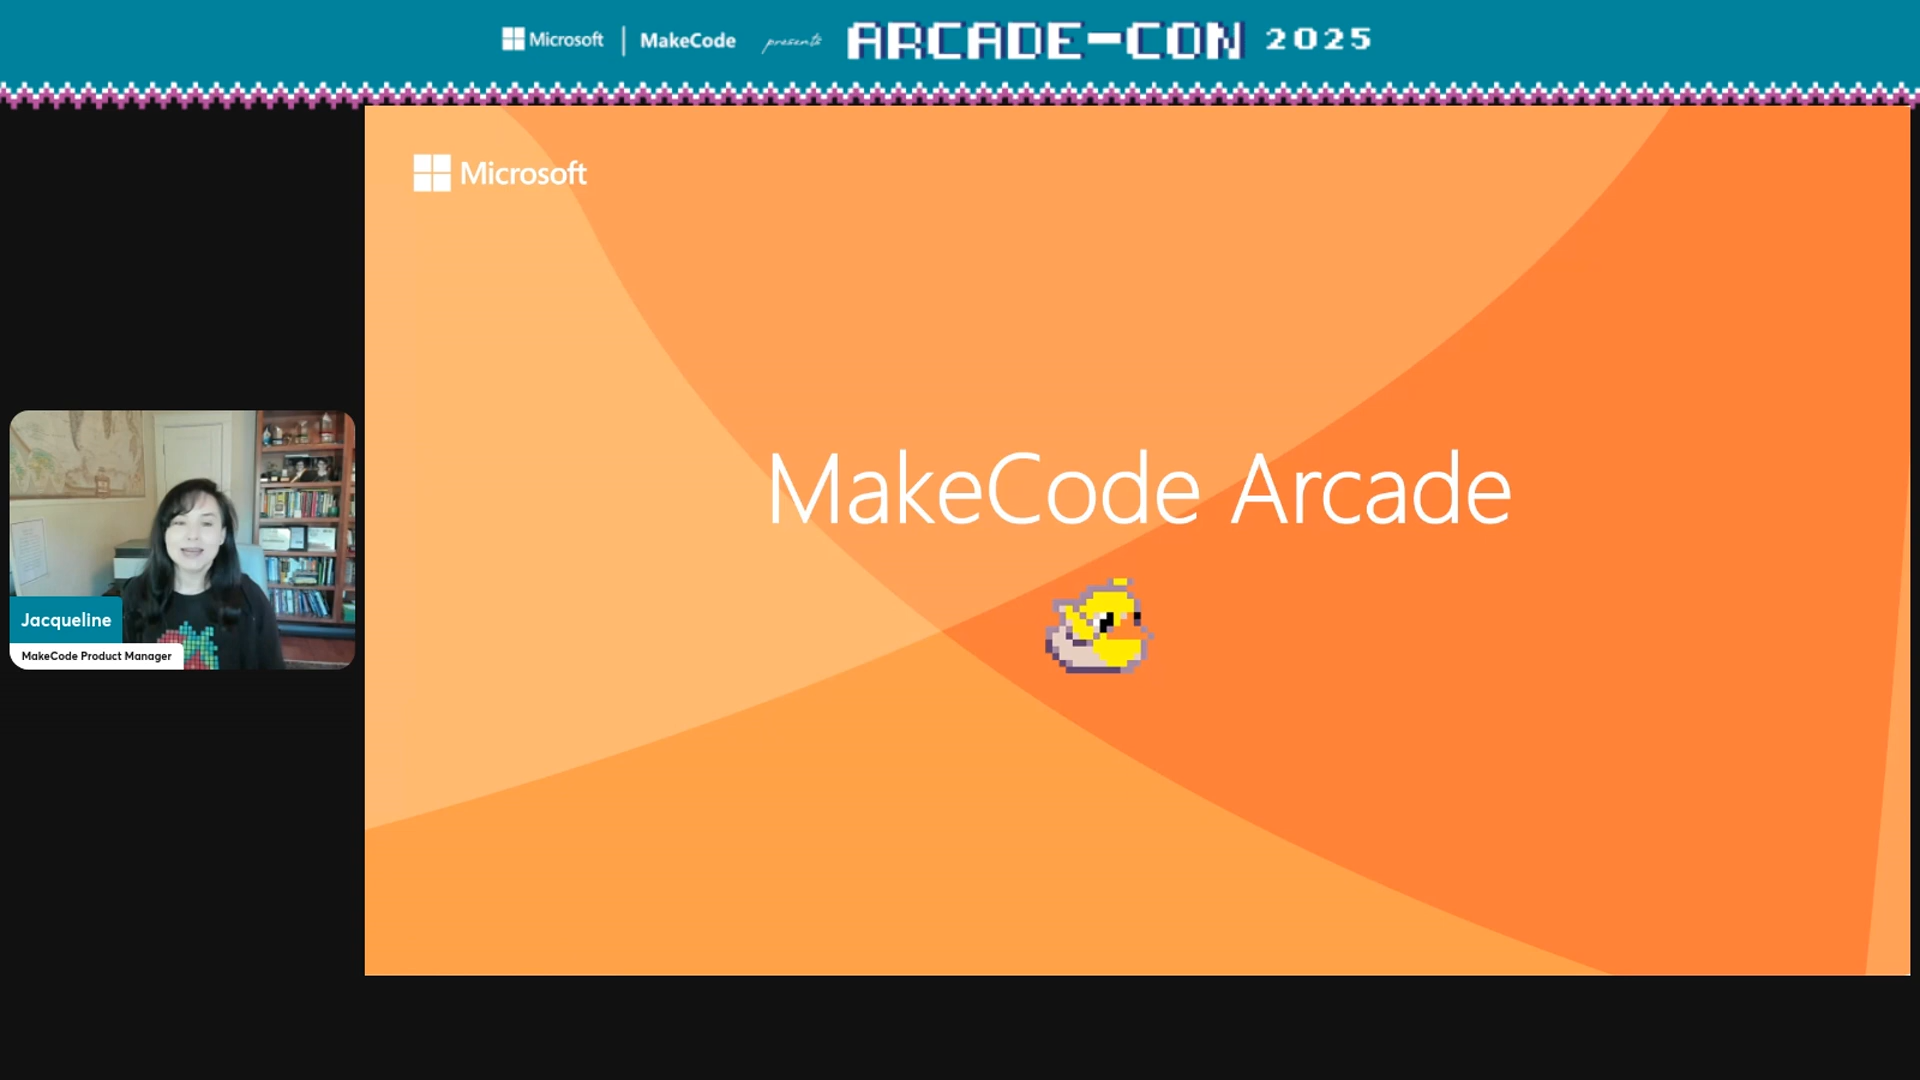 Microsoft | MakeCode presents ARCADE-CON 2025
Microsoft
MakeCode Arcade
Jacqueline
MakeCode Product Manager